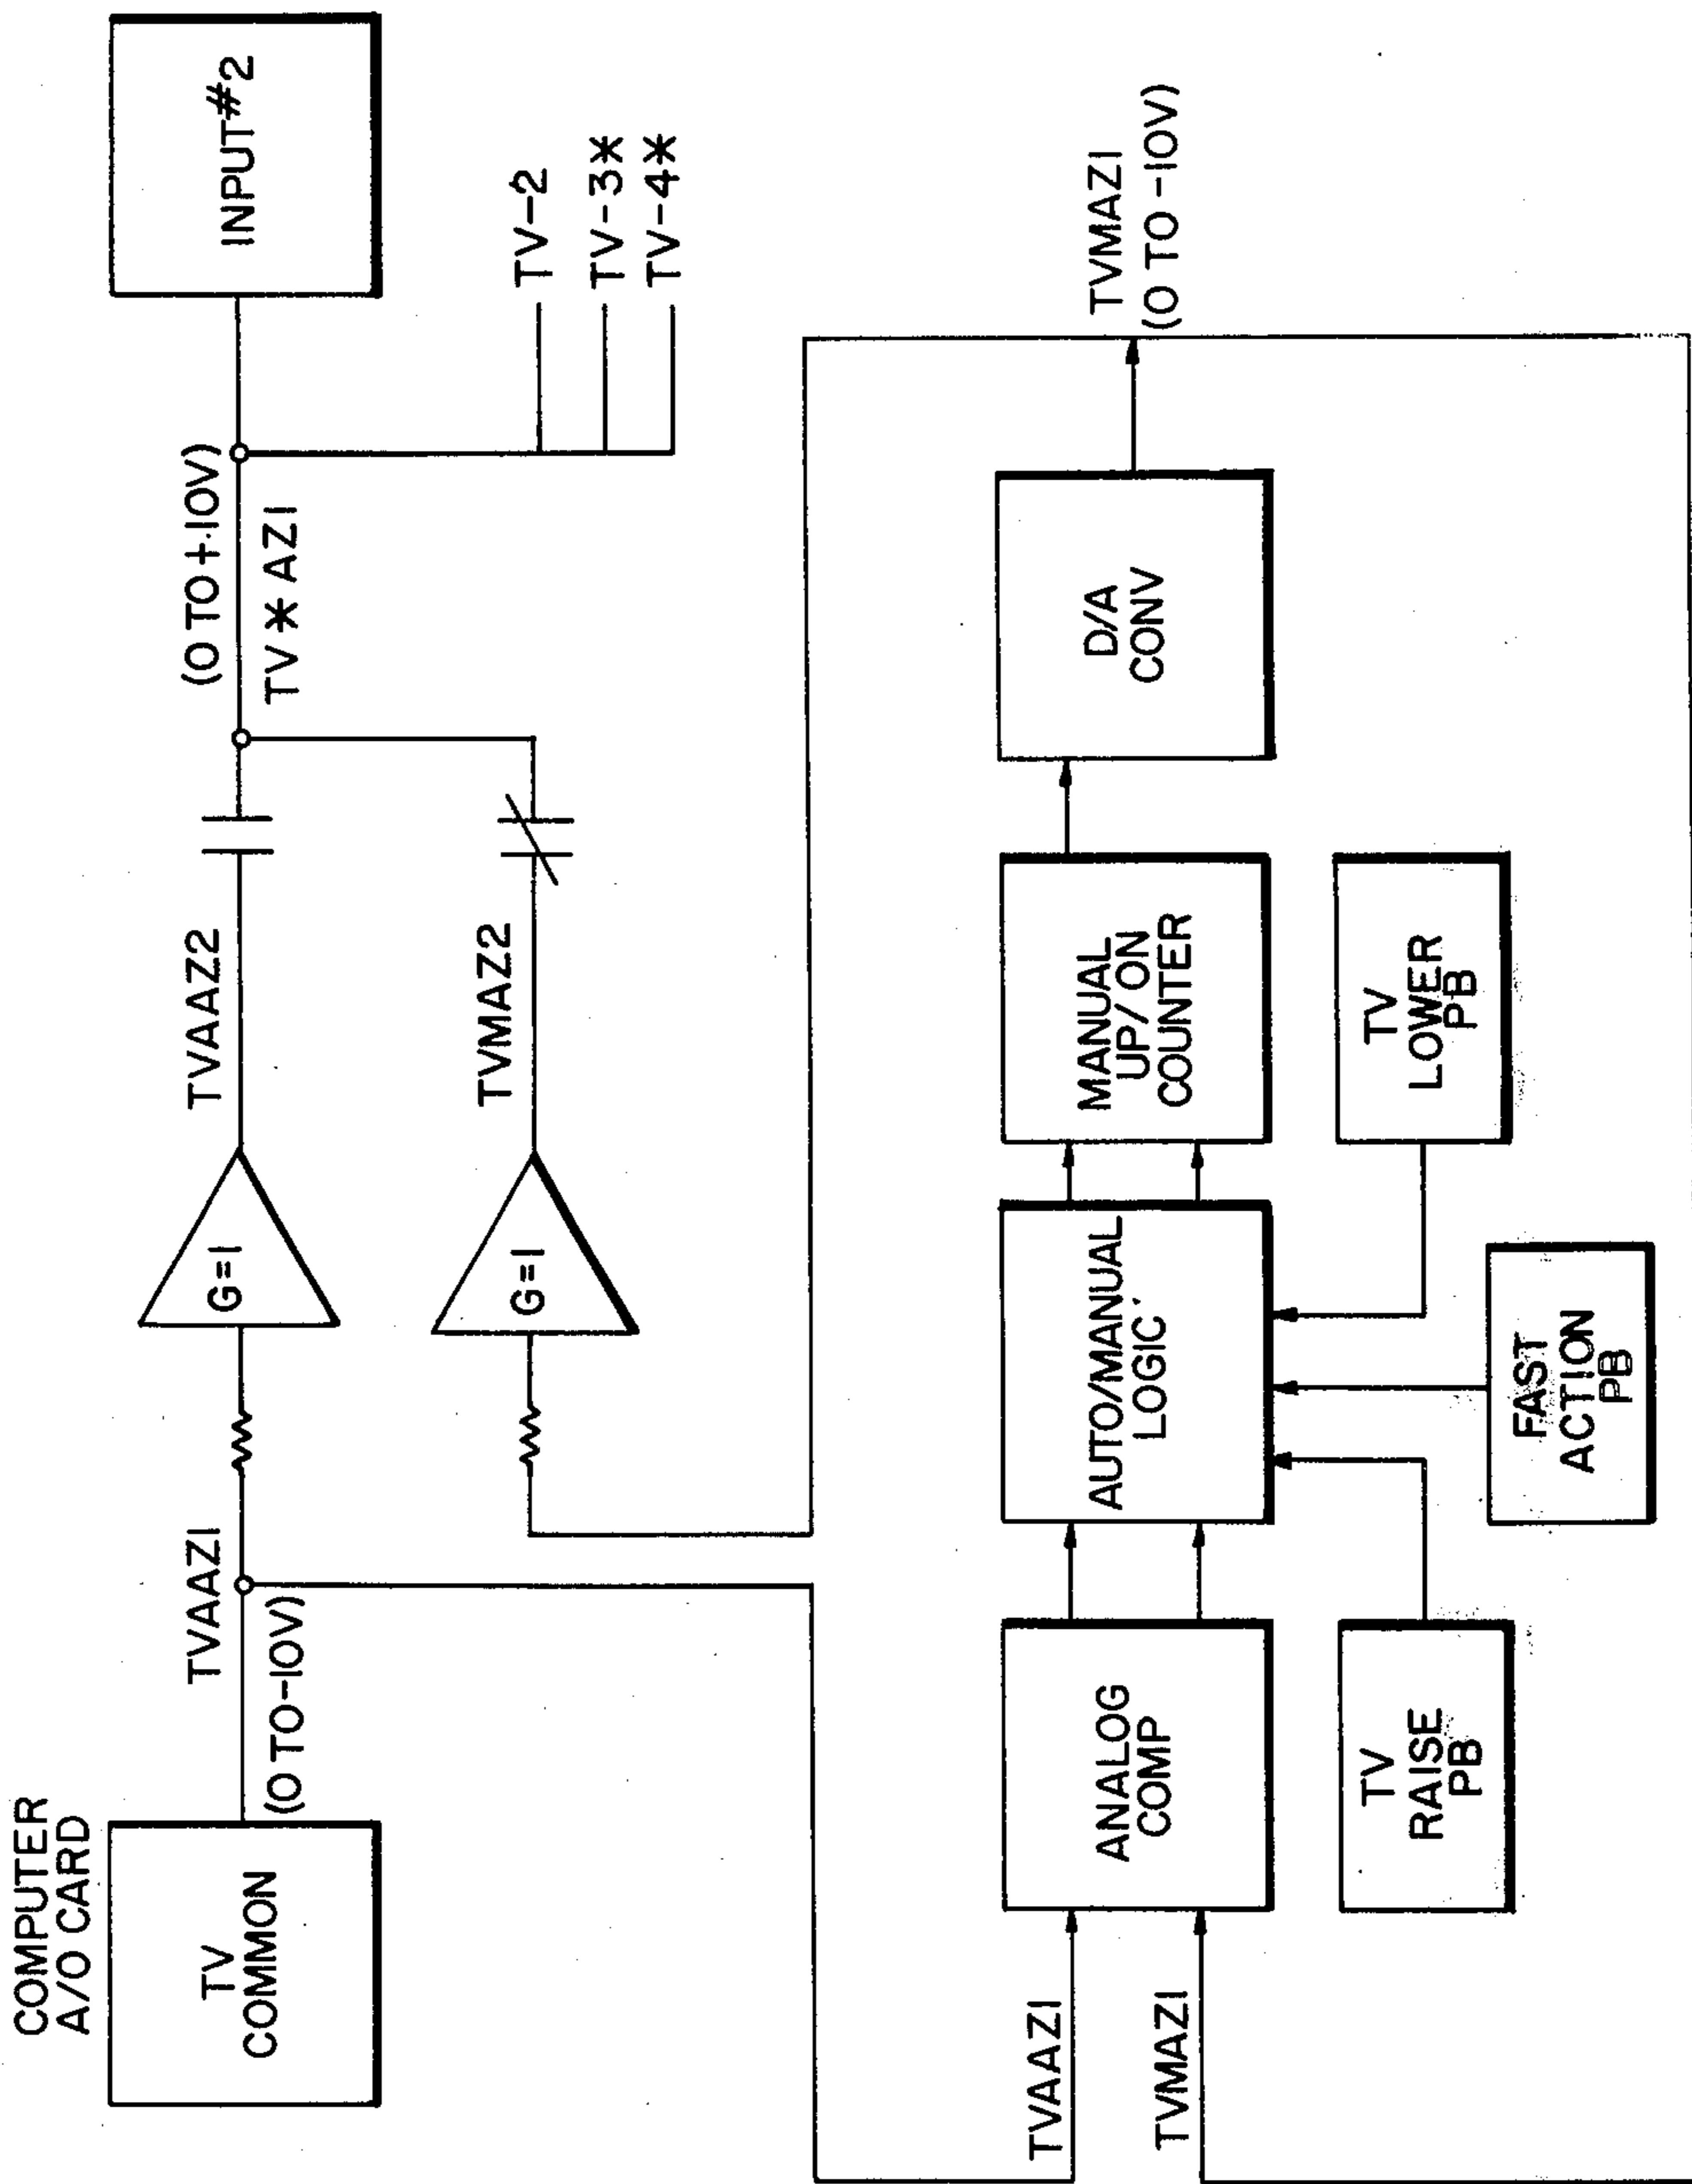 COMPUTER
A/O CARD
TV
COMMON
TVAAZ1
(0 TO-10V)
G=1
TVAAZ2
(0 TO+10V)
TV*AZ1
INPUT#2
G=1
TVMAZ2
TV-2
TV-3*
TV-4*
TVAAZ1
TVMAZ1
ANALOG
COMP
AUTO/MANUAL
LOGIC
MANUAL
UP/ON
COUNTER
D/A
CONV
TVMAZ1
(0 TO -10V)
TV
RAISE
PB
FAST
ACTION
PB
TV
LOWER
PB